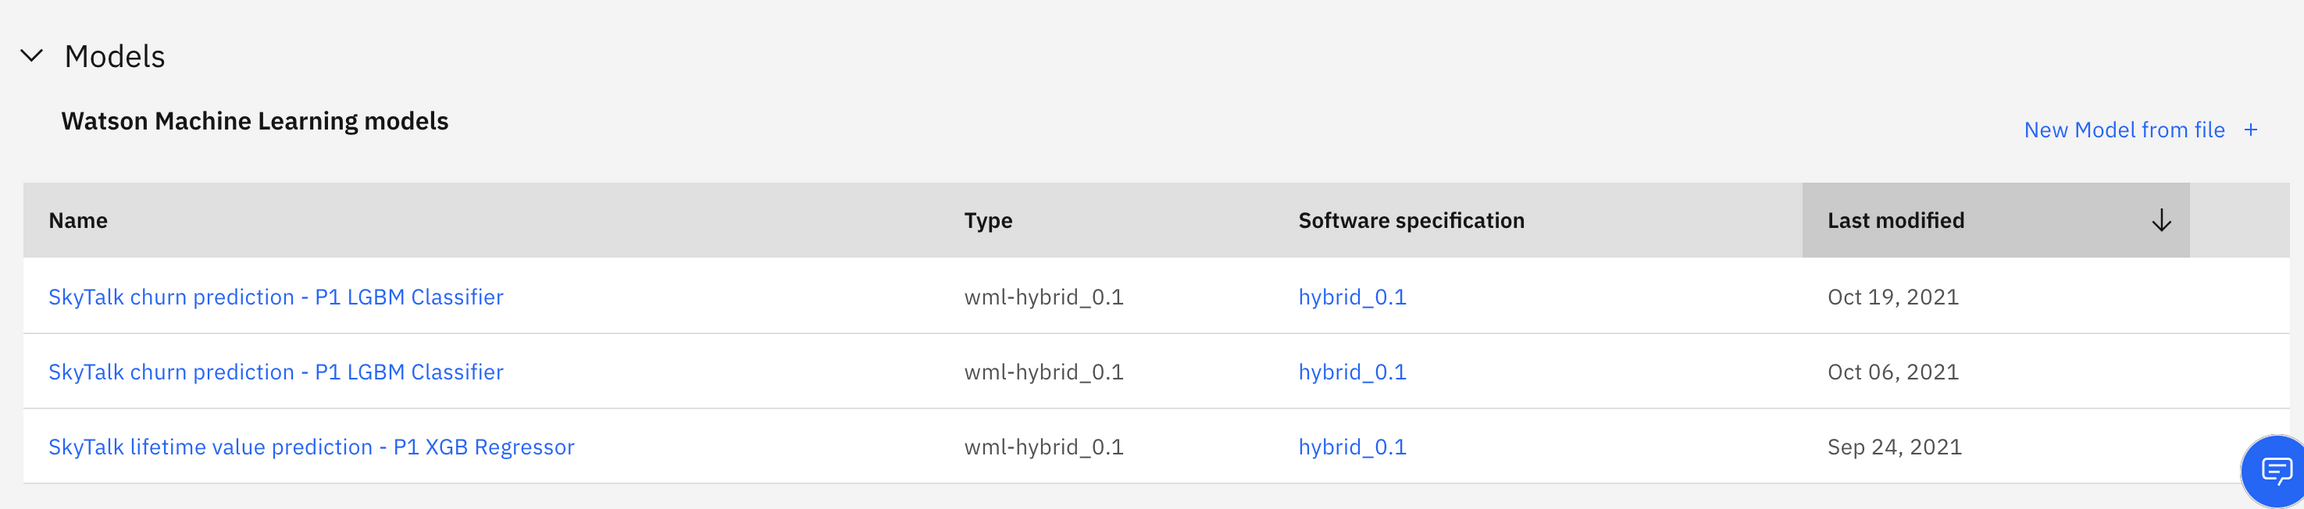 Models
Watson Machine Learning models
New Model from file +
Name Type Software specification Last modified
SkyTalk churn prediction - P1 LGBM Classifier wml-hybrid_0.1 hybrid_0.1 Oct 19, 2021
SkyTalk churn prediction - P1 LGBM Classifier wml-hybrid_0.1 hybrid_0.1 Oct 06, 2021
SkyTalk lifetime value prediction - P1 XGB Regressor wml-hybrid_0.1 hybrid_0.1 Sep 24, 2021